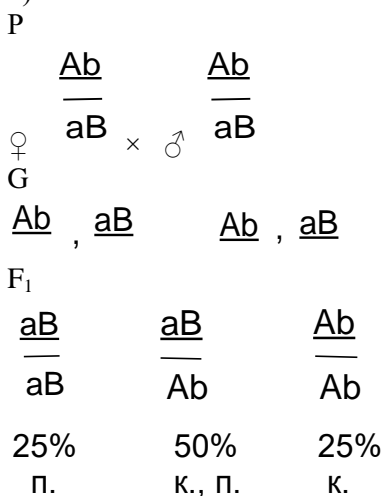 )
P
Ab Ab
♀ aB × ♂ aB
G
Ab , aB Ab , aB
F₁
aB aB Ab
aB Ab Ab
25% 50% 25%
п. к., п. к.